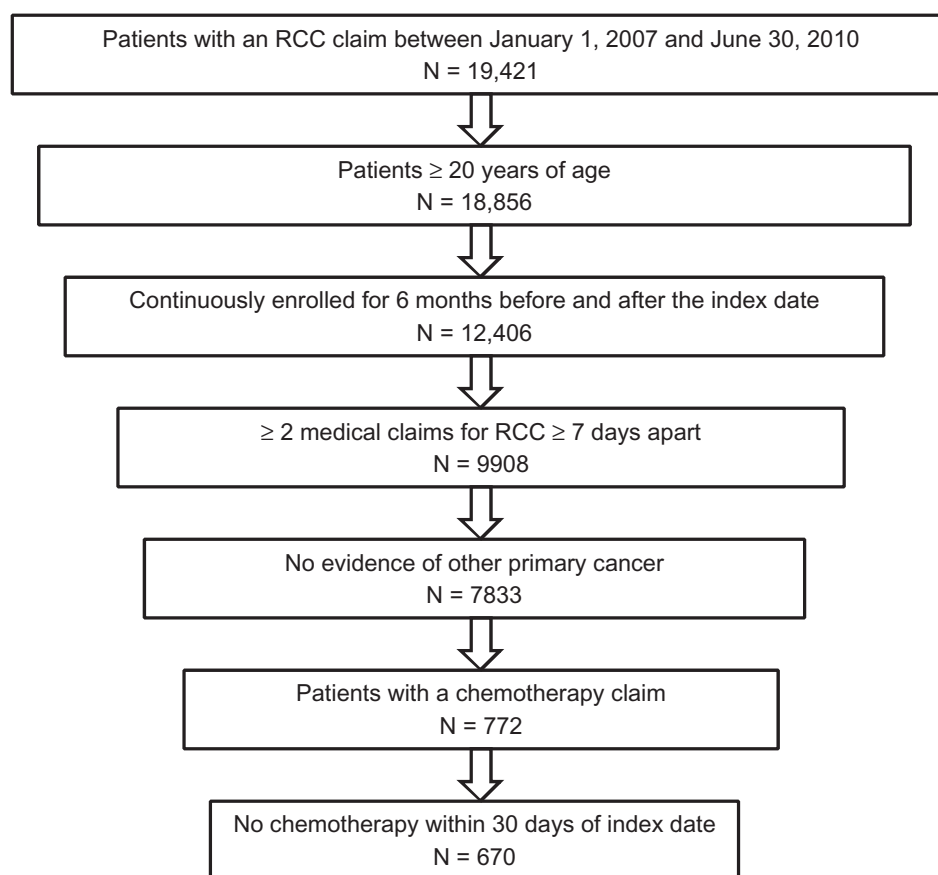 Patients with an RCC claim between January 1, 2007 and June 30, 2010
N = 19,421
Patients ≥ 20 years of age
N = 18,856
Continuously enrolled for 6 months before and after the index date
N = 12,406
≥ 2 medical claims for RCC ≥ 7 days apart
N = 9908
No evidence of other primary cancer
N = 7833
Patients with a chemotherapy claim
N = 772
No chemotherapy within 30 days of index date
N = 670